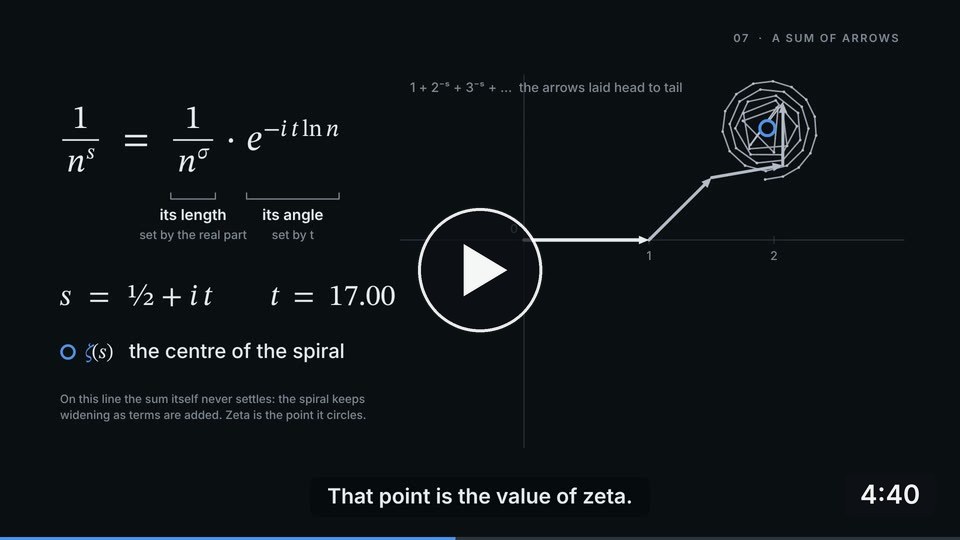 07 · A SUM OF ARROWS
1 + 2⁻ˢ + 3⁻ˢ + ... the arrows laid head to tail
1/nˢ = 1/n^σ · e^{−i t ln n}
its length its angle
set by the real part set by t
0
1 2
s = ½ + i t t = 17.00
ζ(s) the centre of the spiral
On this line the sum itself never settles: the spiral keeps
widening as terms are added. Zeta is the point it circles.
That point is the value of zeta.
4:40